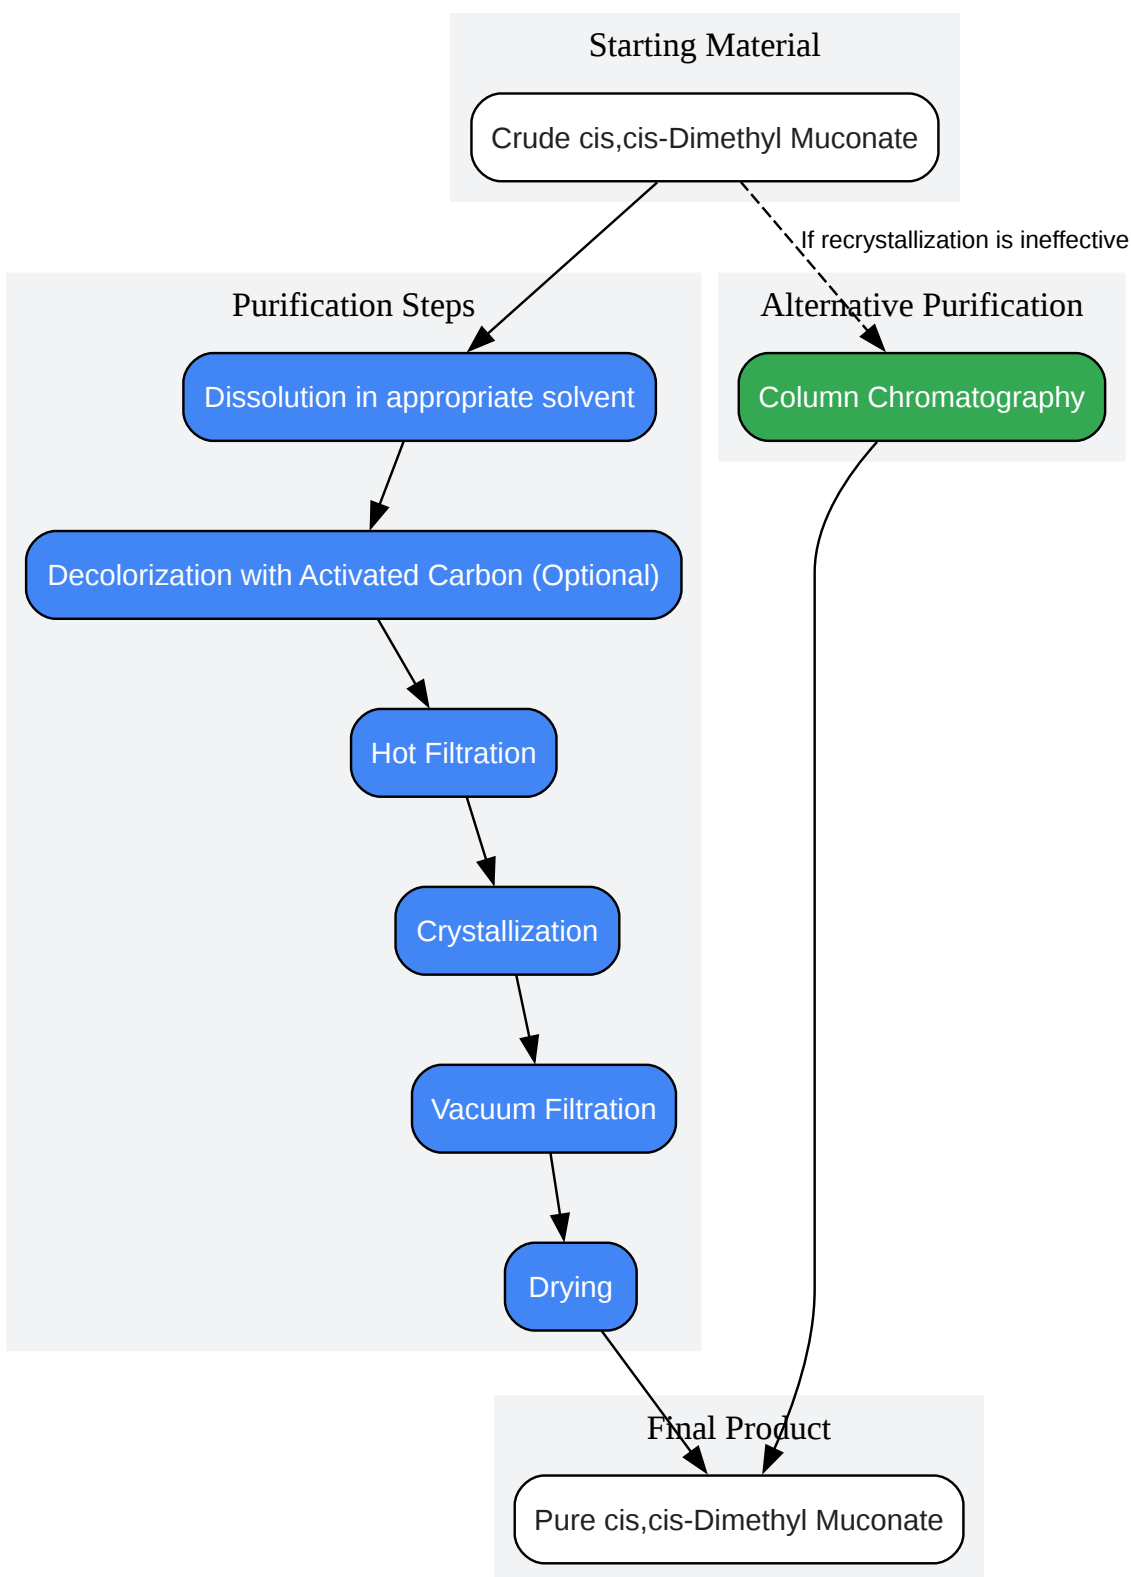 Starting Material
Crude cis,cis-Dimethyl Muconate
If recrystallization is ineffective
Purification Steps
Alternative Purification
Dissolution in appropriate solvent
Column Chromatography
Decolorization with Activated Carbon (Optional)
Hot Filtration
Crystallization
Vacuum Filtration
Drying
Final Product
Pure cis,cis-Dimethyl Muconate